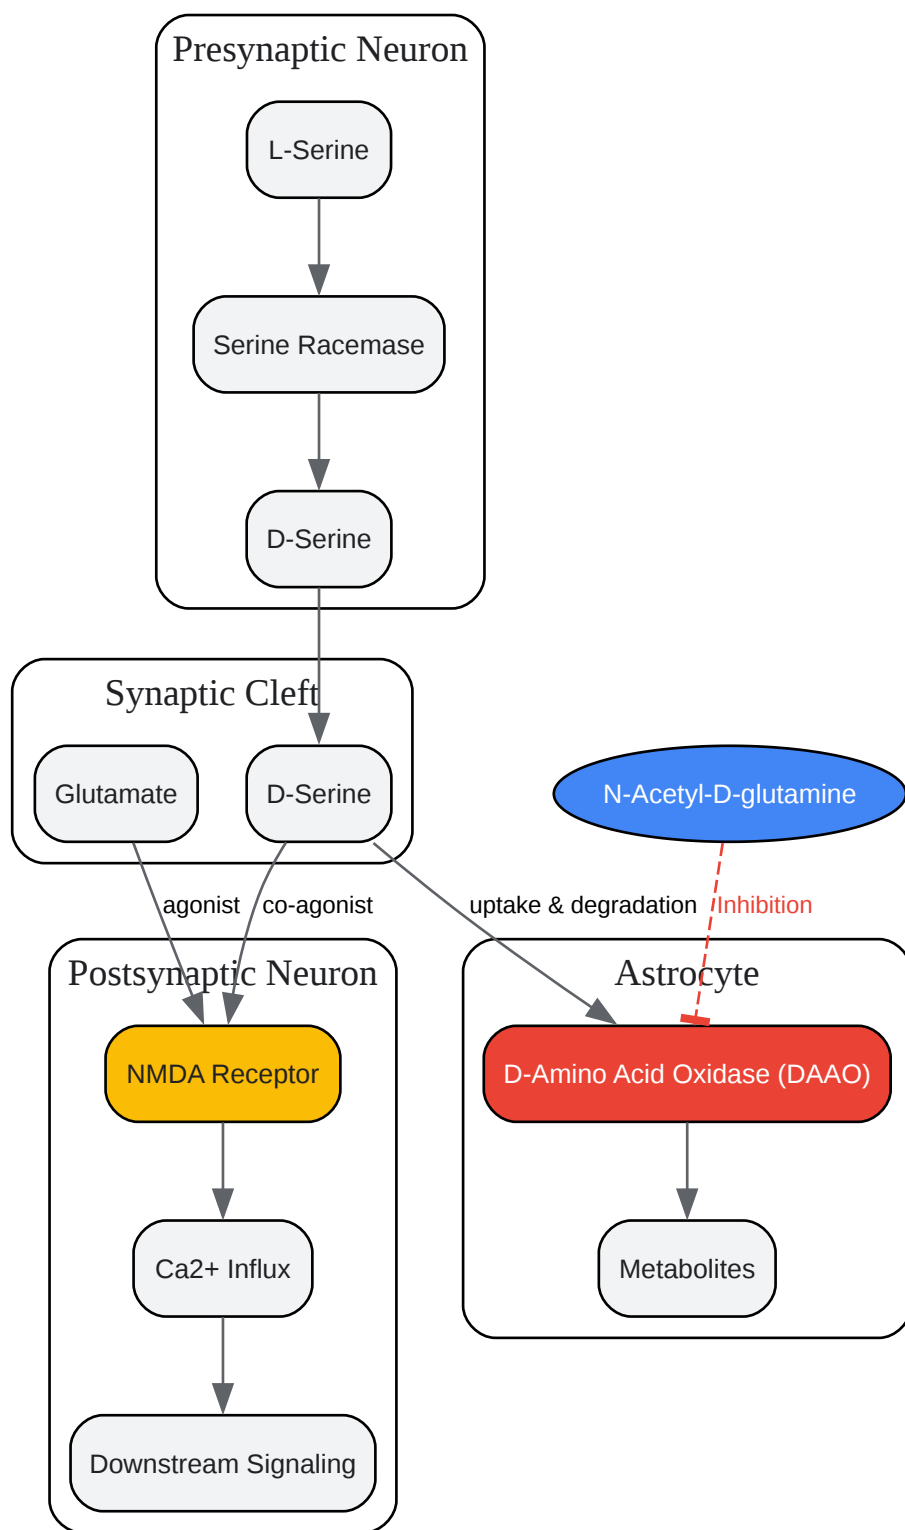 Presynaptic Neuron
L-Serine
Serine Racemase
D-Serine
Synaptic Cleft
Glutamate
D-Serine
N-Acetyl-D-glutamine
agonist
co-agonist
uptake & degradation
Inhibition
Postsynaptic Neuron
Astrocyte
NMDA Receptor
D-Amino Acid Oxidase (DAAO)
Ca2+ Influx
Metabolites
Downstream Signaling